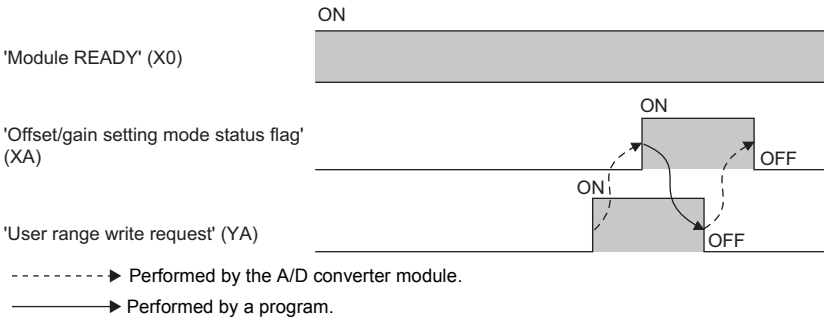 ON
'Module READY' (X0)
ON
'Offset/gain setting mode status flag'
(XA)
OFF
ON
'User range write request' (YA)
OFF
Performed by the A/D converter module.
Performed by a program.